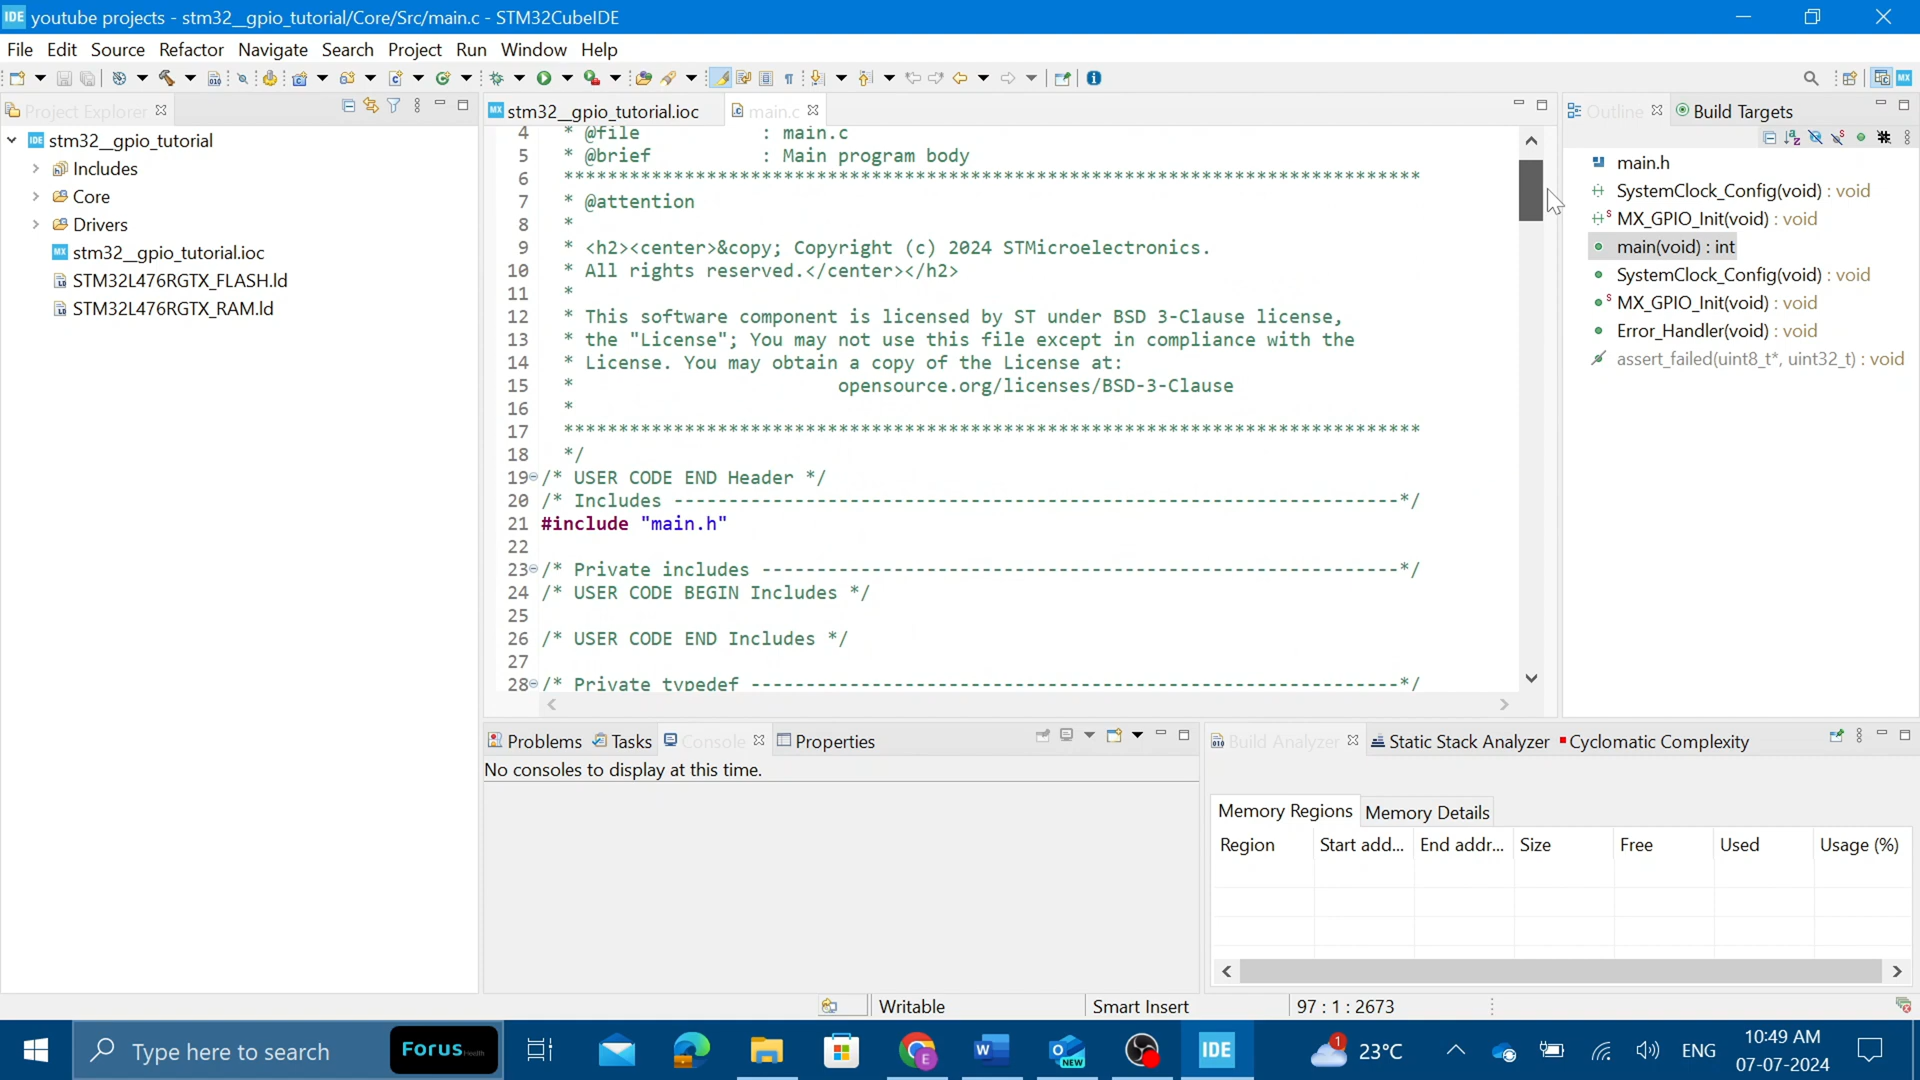 IDE youtube projects - stm32__gpio_tutorial/Core/Src/main.c - STM32CubeIDE
File Edit Source Refactor Navigate Search Project Run Window Help
Project Explorer
stm32__gpio_tutorial
Includes
Core
Drivers
stm32__gpio_tutorial.ioc
STM32L476RGTX_FLASH.ld
STM32L476RGTX_RAM.ld
stm32__gpio_tutorial.ioc main.c
4 * @file : main.c
5 * @brief : Main program body
6 ******************************************************************************
7 * @attention
8 *
9 * <h2><center>&copy; Copyright (c) 2024 STMicroelectronics.
10 * All rights reserved.</center></h2>
11 *
12 * This software component is licensed by ST under BSD 3-Clause license,
13 * the "License"; You may not use this file except in compliance with the
14 * License. You may obtain a copy of the License at:
15 * opensource.org/licenses/BSD-3-Clause
16 *
17 ******************************************************************************
18 */
19 /* USER CODE END Header */
20 /* Includes ------------------------------------------------------------------*/
21 #include "main.h"
22
23 /* Private includes ----------------------------------------------------------*/
24 /* USER CODE BEGIN Includes */
25
26 /* USER CODE END Includes */
27
28 /* Private typedef -----------------------------------------------------------*/
Outline Build Targets
main.h
SystemClock_Config(void) : void
MX_GPIO_Init(void) : void
main(void) : int
SystemClock_Config(void) : void
MX_GPIO_Init(void) : void
Error_Handler(void) : void
assert_failed(uint8_t*, uint32_t) : void
Problems Tasks Console Properties
No consoles to display at this time.
Build Analyzer Static Stack Analyzer Cyclomatic Complexity
Memory Regions Memory Details
Region Start add... End addr... Size Free Used Usage (%)
Writable Smart Insert 97 : 1 : 2673
Type here to search Forus Health
IDE
1 23°C ENG
10:49 AM
07-07-2024